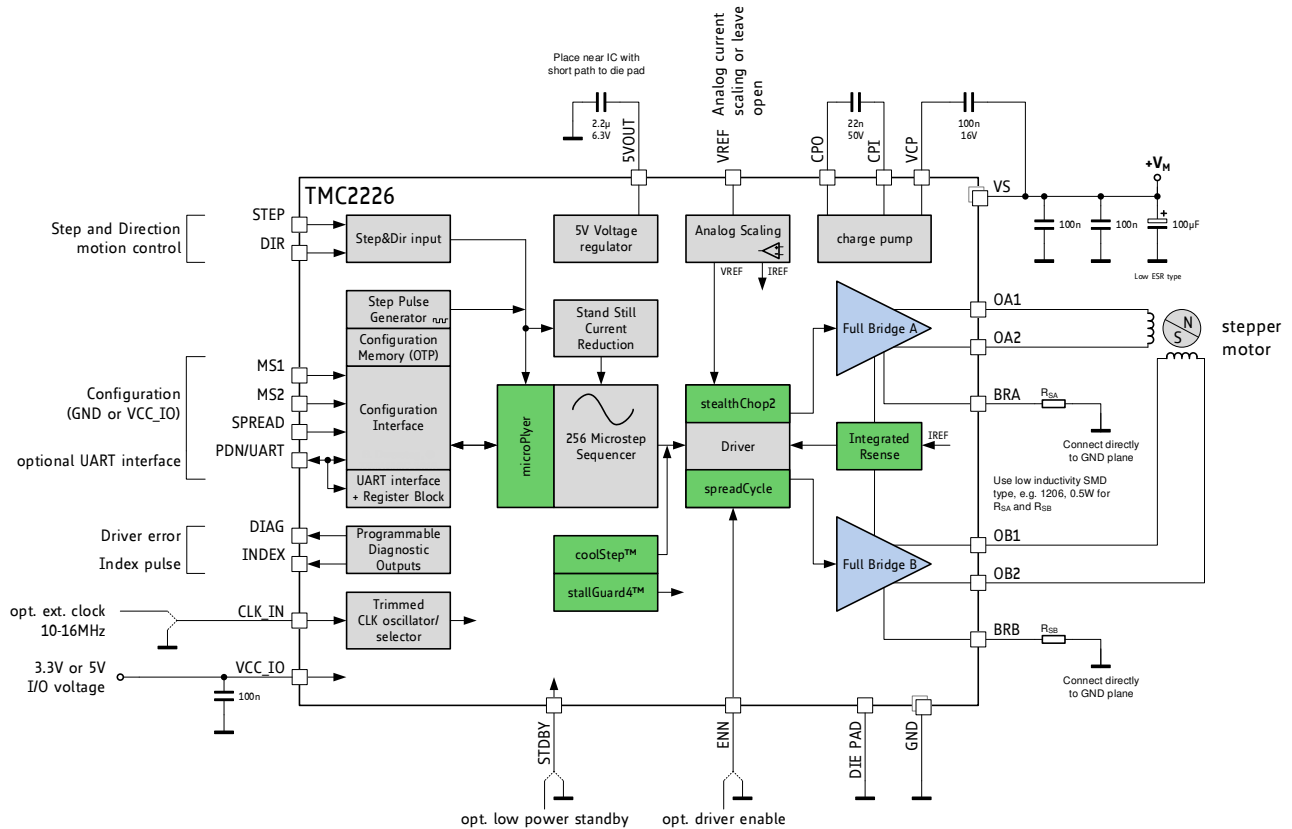 Place near IC with
short path to die pad
2.2µ
6.3V
5VOUT
VREF
Analog current
scaling or leave
open
22n
50V
CPO
CPI
VCP
100n
16V
+VM
VS
100n
100n
+
100µF
Low ESR type
TMC2226
Step and Direction
motion control
STEP
DIR
Step&Dir input
5V Voltage
regulator
Analog Scaling
VREF
IREF
charge pump
Step Pulse
Generator
Configuration
Memory (OTP)
Stand Still
Current
Reduction
Full Bridge A
OA1
OA2
N
S
stepper
motor
Configuration
(GND or VCC_IO)
optional UART interface
MS1
MS2
SPREAD
PDN/UART
Configuration
Interface
UART interface
+ Register Block
microPlyer
256 Microstep
Sequencer
stealthChop2
Driver
spreadCycle
Integrated
Rsense
IREF
BRA
RSA
Connect directly
to GND plane
Use low inductivity SMD
type, e.g. 1206, 0.5W for
RSA and RSB
Driver error
Index pulse
DIAG
INDEX
Programmable
Diagnostic
Outputs
coolStep™
stallGuard4™
Full Bridge B
OB1
OB2
opt. ext. clock
10-16MHz
CLK_IN
Trimmed
CLK oscillator/
selector
BRB
RSB
Connect directly
to GND plane
3.3V or 5V
I/O voltage
VCC_IO
100n
STDBY
ENN
DIE PAD
GND
opt. low power standby
opt. driver enable